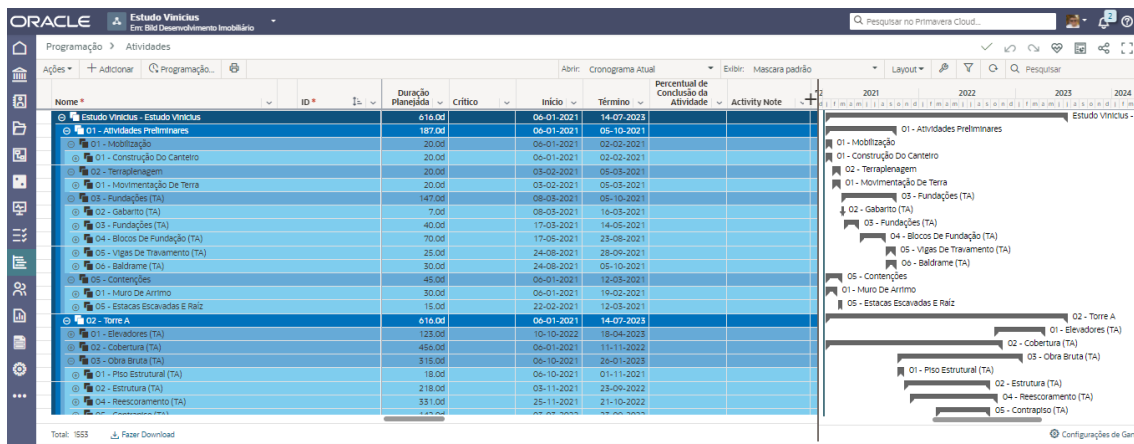 ORACLE Estudo Vinicius
Em: Bild Desenvolvimento Imobiliário
Pesquisar no Primavera Cloud...
2
Programação > Atividades
Ações Adicionar Programação... Abrir: Cronograma Atual Exibir: Mascara padrão Layout Pesquisar
Nome* ID* Duração Planejada Crítico Início Término Percentual de Conclusão da Atividade Activity Note 2021 2022 2023 2024
Estudo Vinicius - Estudo Vinicius 616.0d 06-01-2021 14-07-2023 Estudo Vinicius -
01 - Atividades Preliminares 187.0d 06-01-2021 05-10-2021 01 - Atividades Preliminares
01 - Mobilização 20.0d 06-01-2021 02-02-2021 01 - Mobilização
01 - Construção Do Canteiro 20.0d 06-01-2021 02-02-2021 01 - Construção Do Canteiro
02 - Terraplenagem 20.0d 03-02-2021 05-03-2021 02 - Terraplenagem
01 - Movimentação De Terra 20.0d 03-02-2021 05-03-2021 01 - Movimentação De Terra
03 - Fundações (TA) 147.0d 08-03-2021 05-10-2021 03 - Fundações (TA)
02 - Gabarito (TA) 7.0d 08-03-2021 16-03-2021 02 - Gabarito (TA)
03 - Fundações (TA) 40.0d 17-03-2021 14-05-2021 03 - Fundações (TA)
04 - Blocos De Fundação (TA) 70.0d 17-05-2021 23-08-2021 04 - Blocos De Fundação (TA)
05 - Vigas De Travamento (TA) 25.0d 24-08-2021 28-09-2021 05 - Vigas De Travamento (TA)
06 - Baldrame (TA) 30.0d 24-08-2021 05-10-2021 06 - Baldrame (TA)
05 - Contenções 45.0d 06-01-2021 12-03-2021 05 - Contenções
01 - Muro De Arrimo 30.0d 06-01-2021 19-02-2021 01 - Muro De Arrimo
05 - Estacas Escavadas E Raiz 15.0d 22-02-2021 12-03-2021 05 - Estacas Escavadas E Raiz
02 - Torre A 616.0d 06-01-2021 14-07-2023 02 - Torre A
01 - Elevadores (TA) 123.0d 10-10-2022 18-04-2023 01 - Elevadores (TA)
02 - Cobertura (TA) 456.0d 06-01-2021 11-11-2022 02 - Cobertura (TA)
03 - Obra Bruta (TA) 315.0d 06-10-2021 26-01-2023 03 - Obra Bruta (TA)
01 - Piso Estrutural (TA) 18.0d 06-10-2021 01-11-2021 01 - Piso Estrutural (TA)
02 - Estrutura (TA) 218.0d 03-11-2021 23-09-2022 02 - Estrutura (TA)
04 - Reescoramento (TA) 331.0d 25-11-2021 21-10-2022 04 - Reescoramento (TA)
05 - Contrapiso (TA) 05 - Contrapiso (TA)
Total: 1553 Fazer Download Configurações de Gan